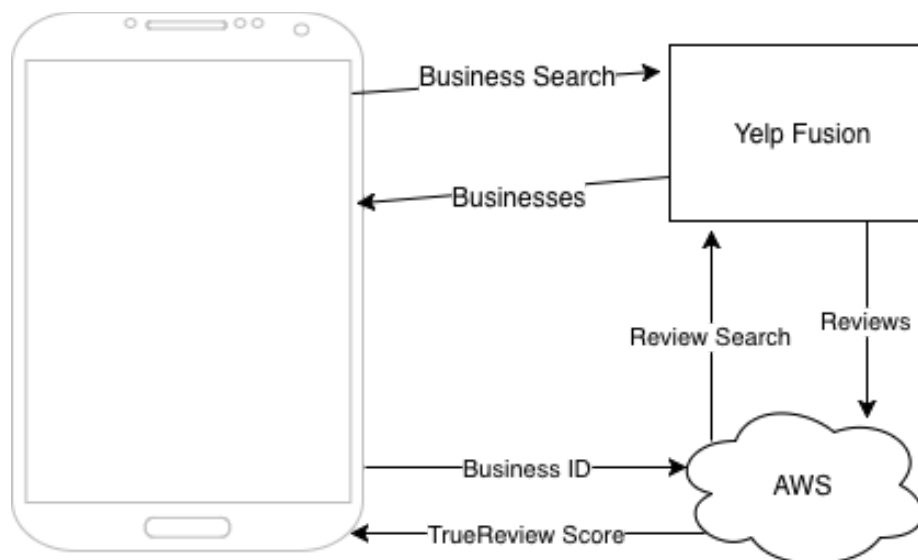 Business Search
Yelp Fusion
Businesses
Review Search
Reviews
Business ID
AWS
TrueReview Score